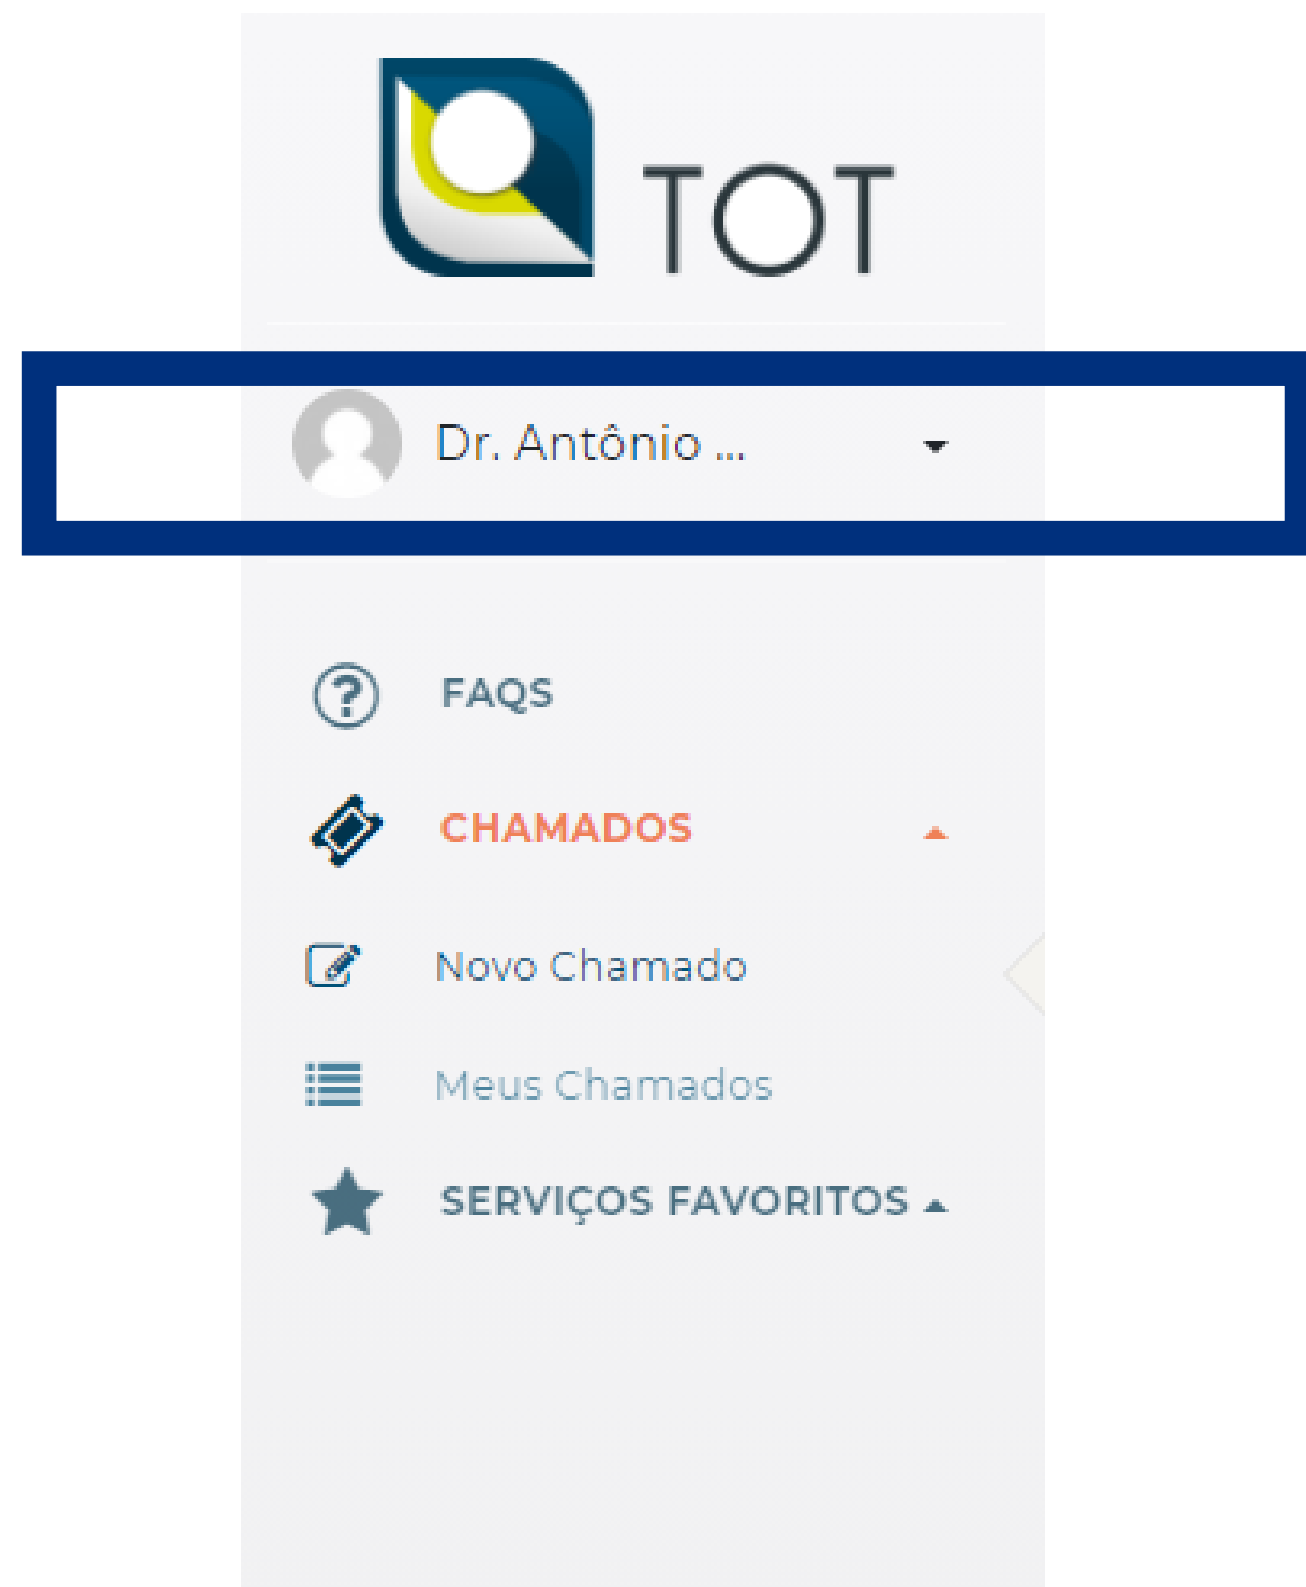 TOT
Dr. Antônio ...
FAQS
CHAMADOS
Novo Chamado
Meus Chamados
SERVIÇOS FAVORITOS